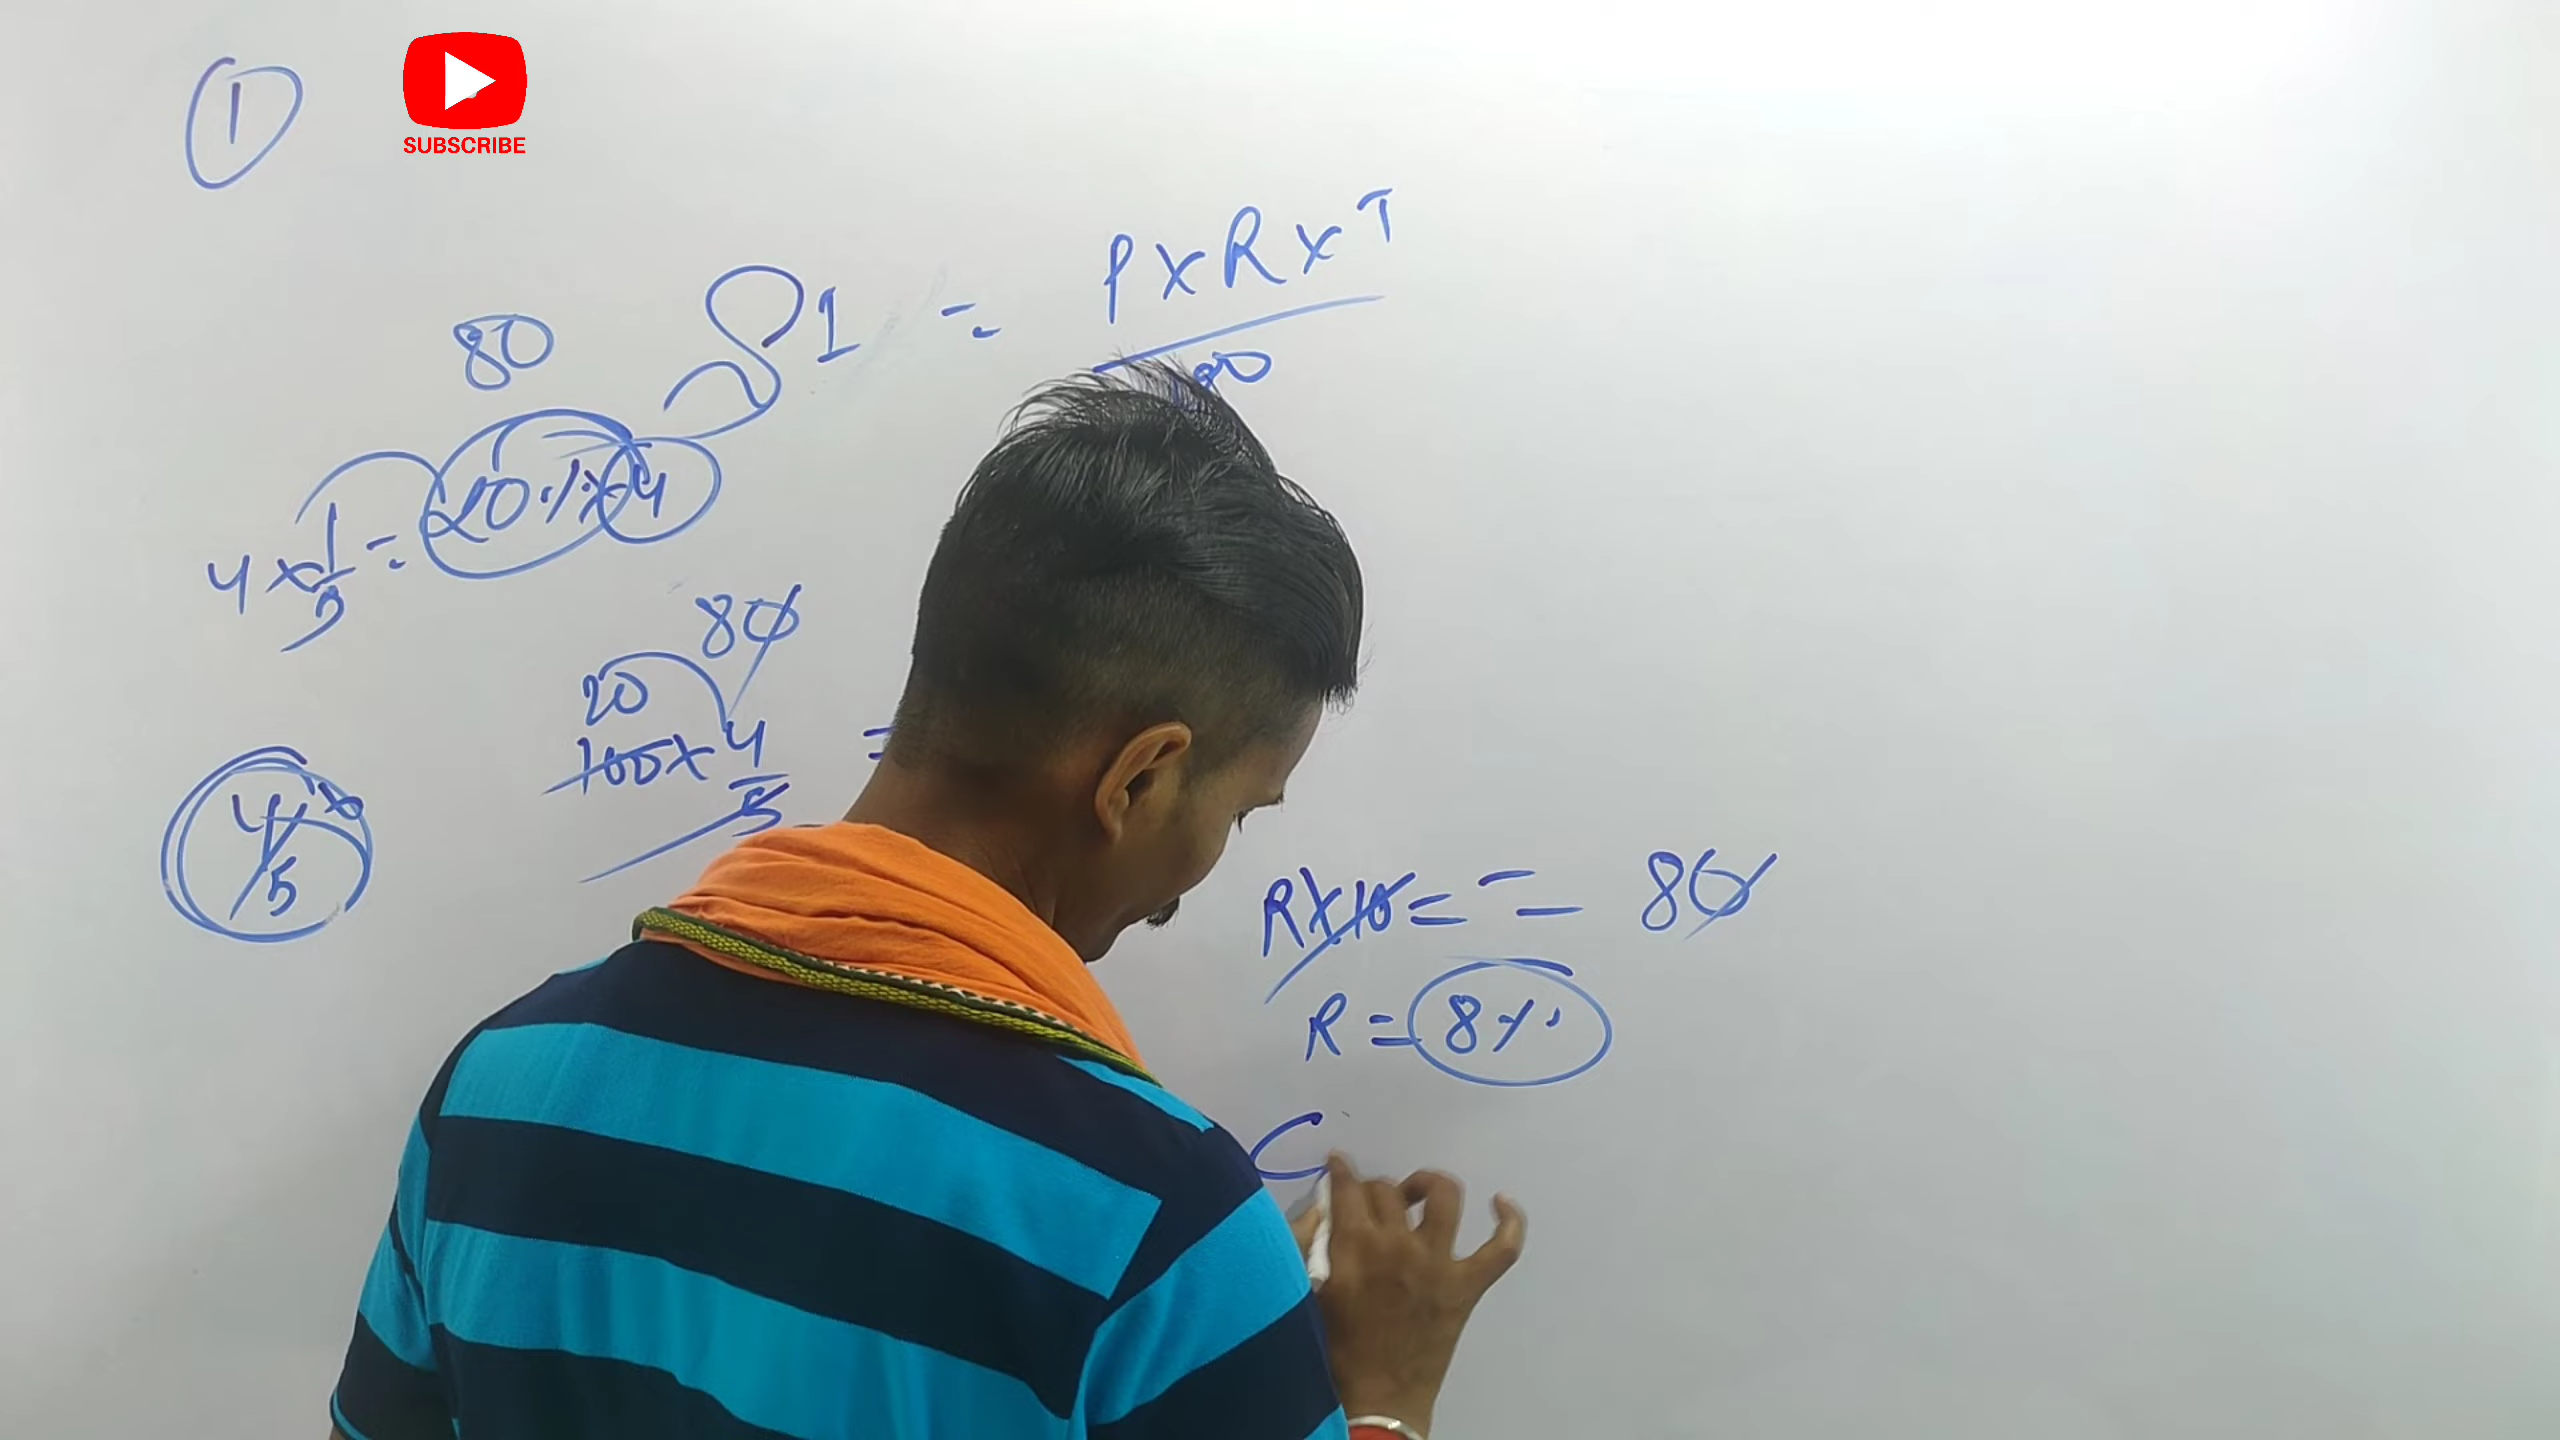 1
SUBSCRIBE
SI = P x R x T
100
80
4 x 1/5 = 20% x 4
80
20
100 x 4/5 =
4/5
R x 10 = = 80
R = 8%
C